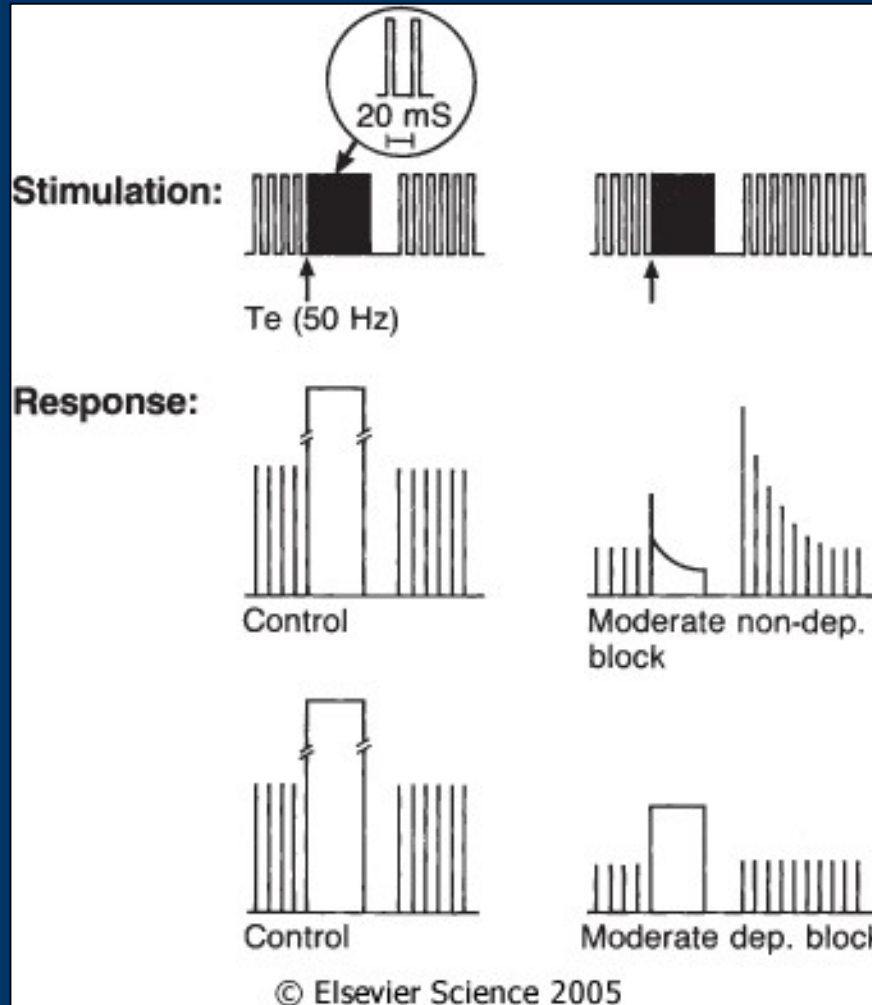 20 mS
Stimulation:
Te (50 Hz)
Response:
Control
Moderate non-dep.
block
Control
Moderate dep. block
© Elsevier Science 2005